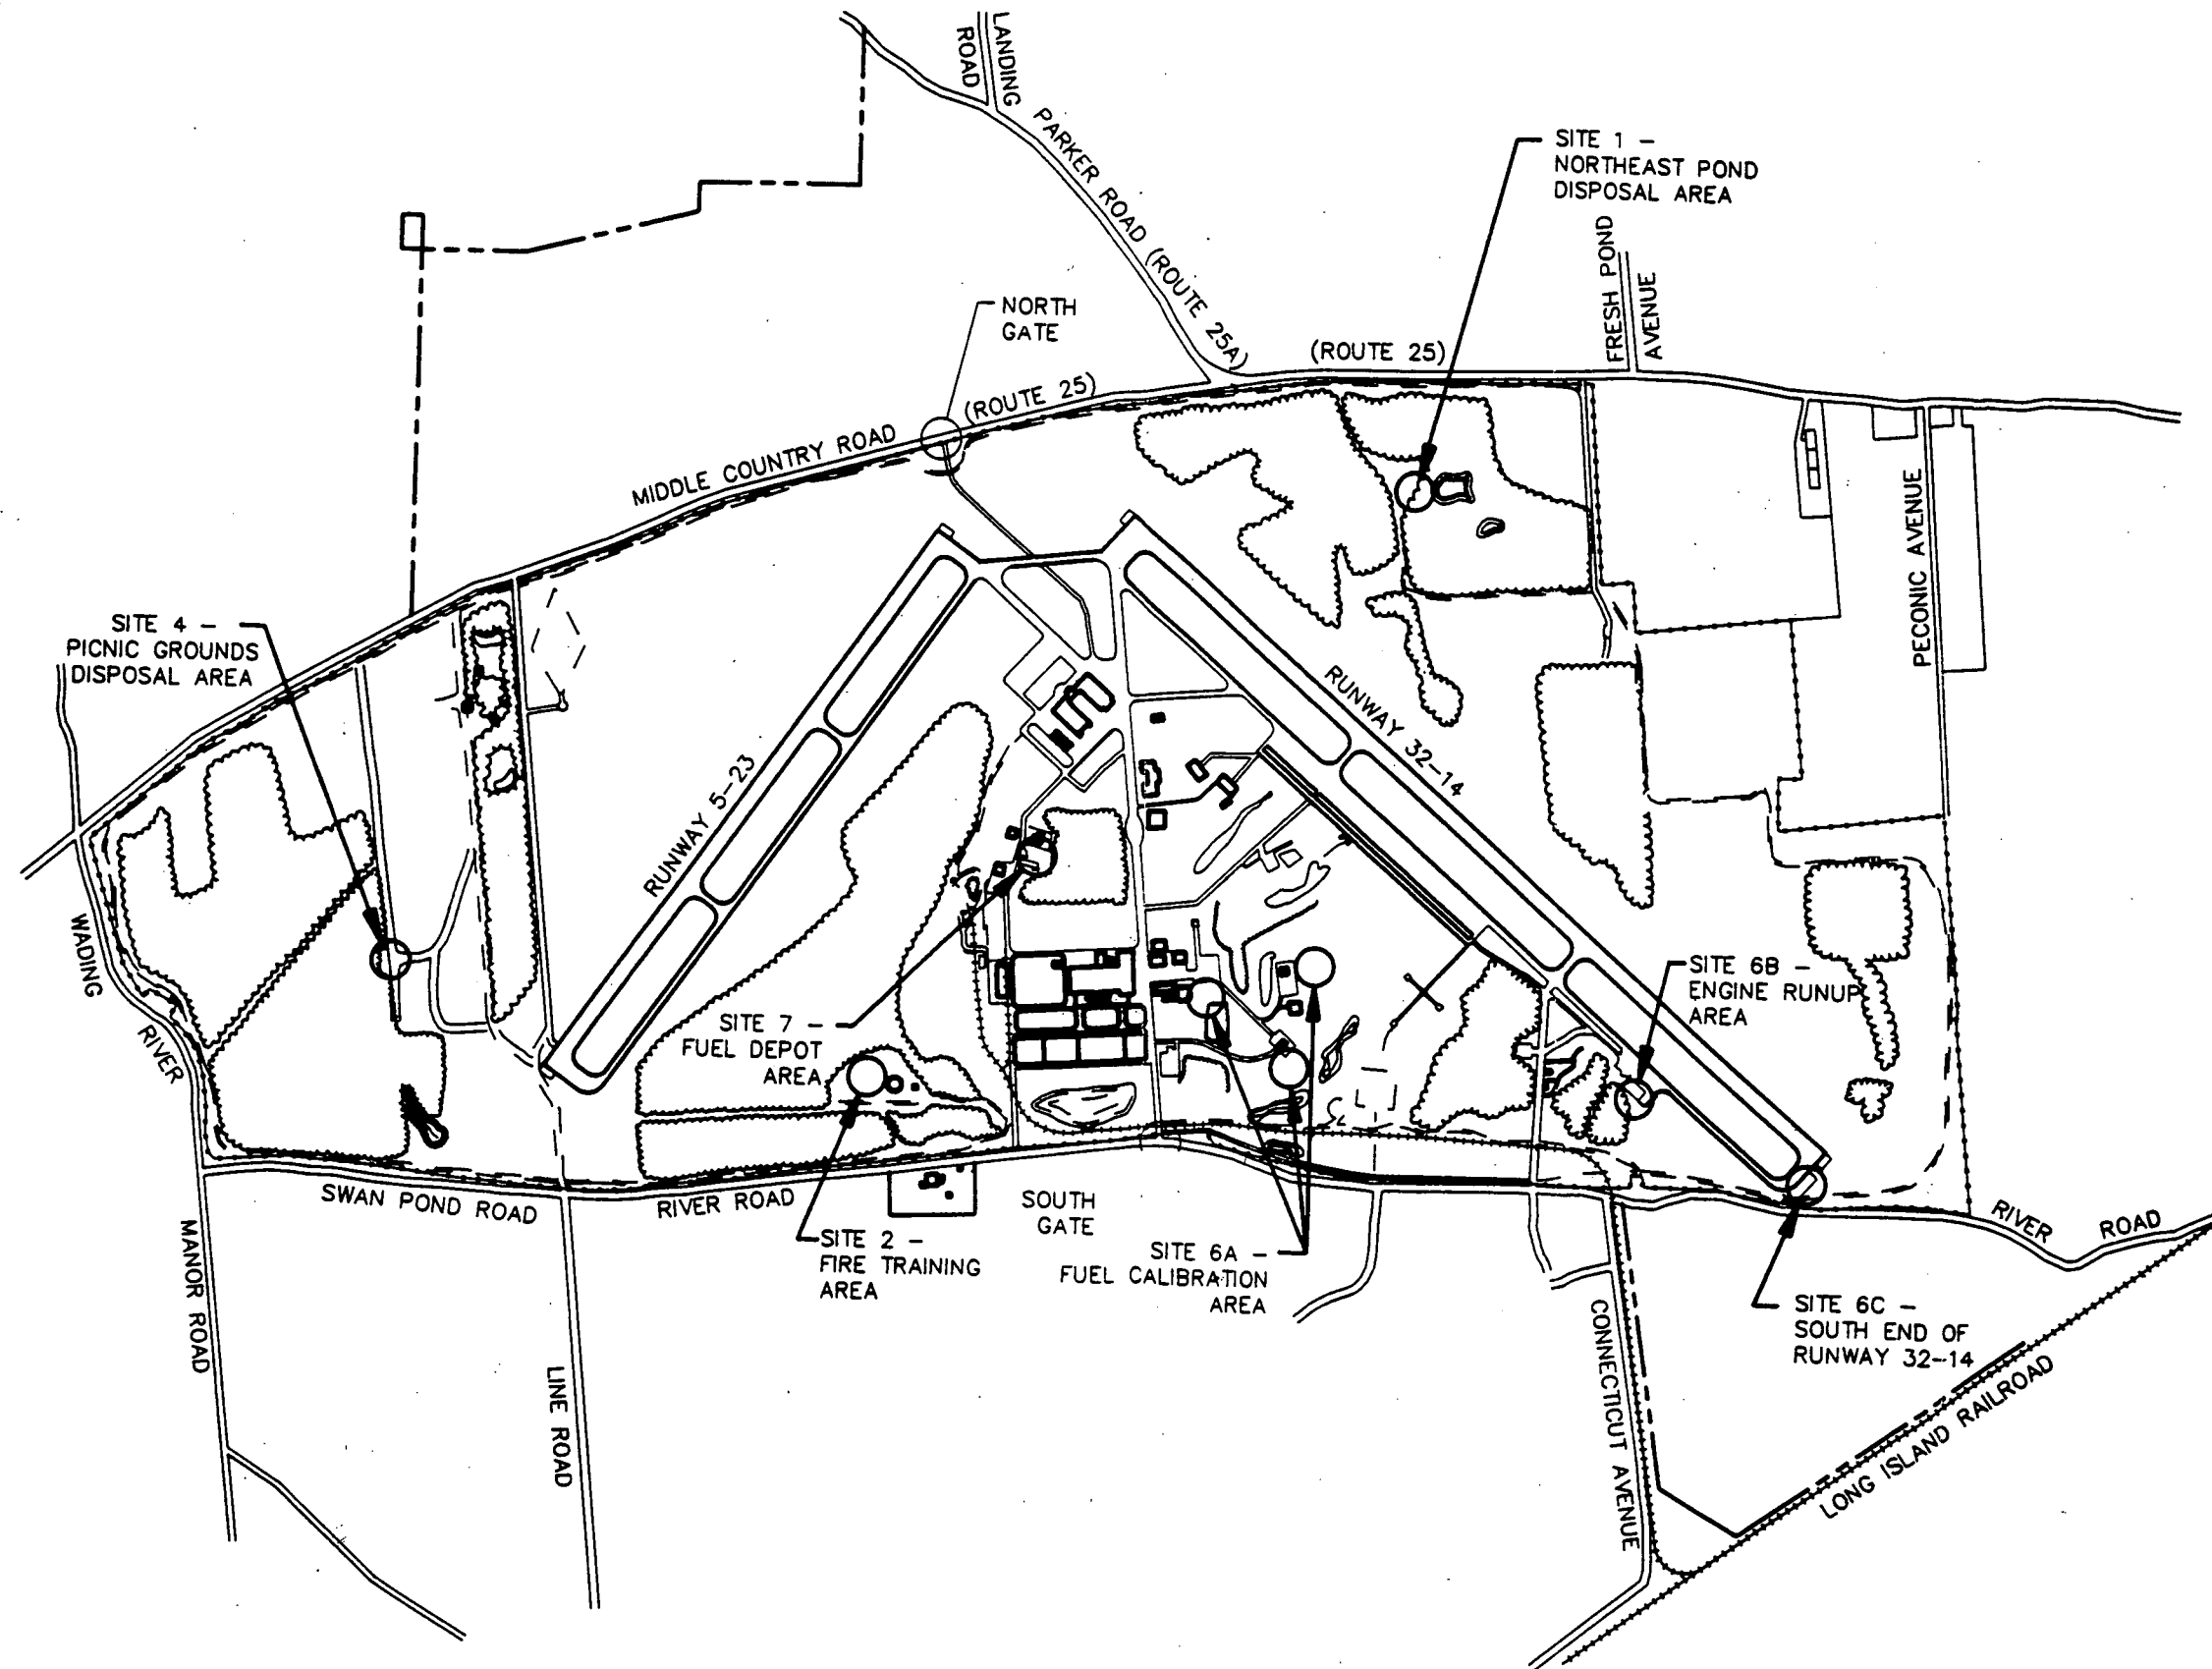 LANDING
ROAD
PARKER ROAD (ROUTE 25A)
SITE 1 -
NORTHEAST POND
DISPOSAL AREA
FRESH POND
AVENUE
NORTH
GATE
(ROUTE 25)
(ROUTE 25)
MIDDLE COUNTRY ROAD
PECONIC AVENUE
SITE 4 -
PICNIC GROUNDS
DISPOSAL AREA
RUNWAY 5-23
RUNWAY 32-14
WADING
RIVER
SITE 7 -
FUEL DEPOT
AREA
SITE 6B -
ENGINE RUNUP
AREA
SWAN POND ROAD
RIVER ROAD
SOUTH
GATE
RIVER
ROAD
MANOR ROAD
SITE 2 -
FIRE TRAINING
AREA
SITE 6A -
FUEL CALIBRATION
AREA
SITE 6C -
SOUTH END OF
RUNWAY 32-14
LINE ROAD
CONNECTICUT AVENUE
LONG ISLAND RAILROAD